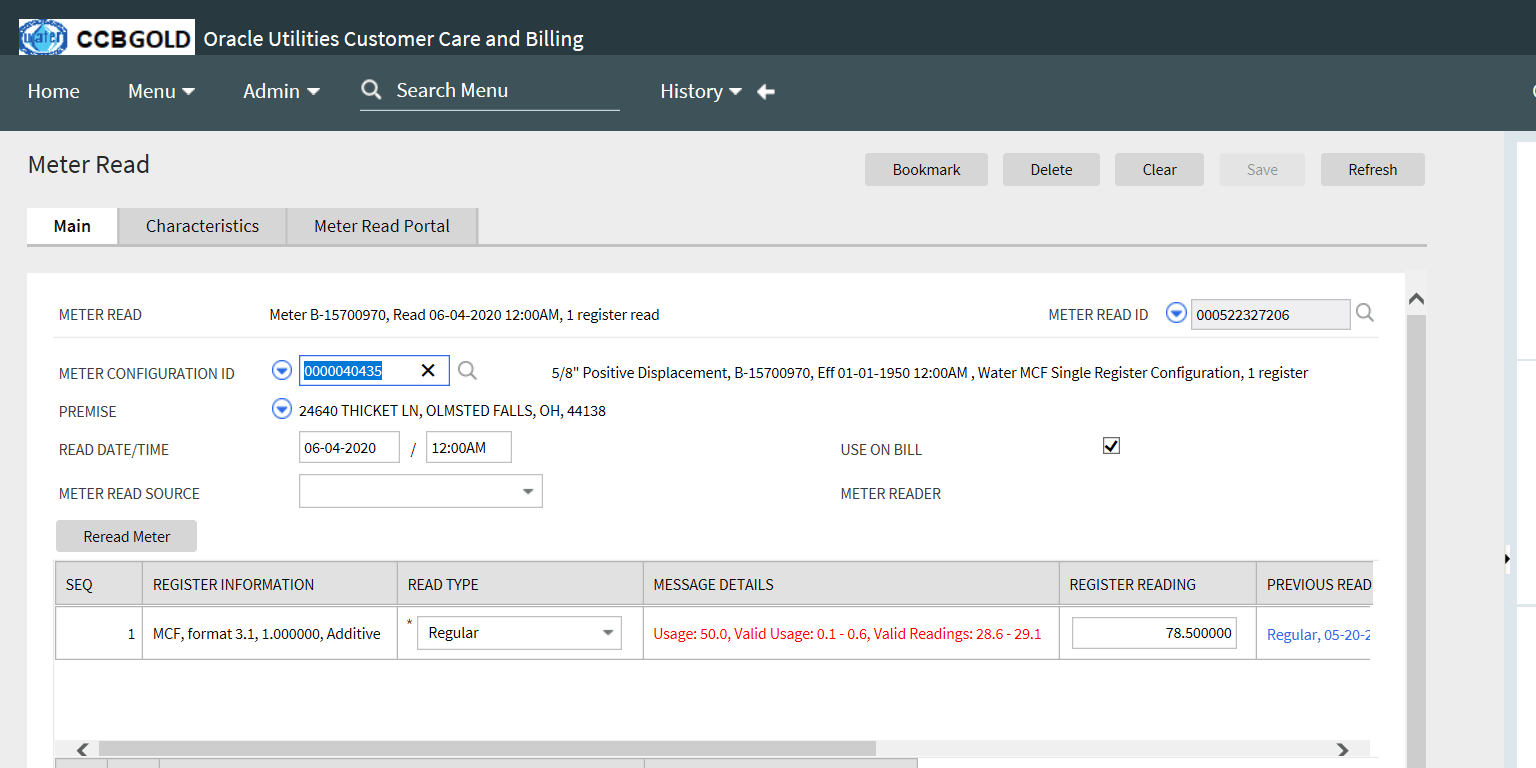 water CCBGOLD Oracle Utilities Customer Care and Billing
Home Menu Admin Search Menu History
Meter Read
Bookmark Delete Clear Save Refresh
Main Characteristics Meter Read Portal
METER READ Meter B-15700970, Read 06-04-2020 12:00AM, 1 register read METER READ ID 000522327206
METER CONFIGURATION ID 0000040435 5/8" Positive Displacement, B-15700970, Eff 01-01-1950 12:00AM , Water MCF Single Register Configuration, 1 register
PREMISE 24640 THICKET LN, OLMSTED FALLS, OH, 44138
READ DATE/TIME 06-04-2020 / 12:00AM USE ON BILL
METER READ SOURCE METER READER
Reread Meter
SEQ REGISTER INFORMATION READ TYPE MESSAGE DETAILS REGISTER READING PREVIOUS READ
1 MCF, format 3.1, 1.000000, Additive * Regular Usage: 50.0, Valid Usage: 0.1 - 0.6, Valid Readings: 28.6 - 29.1 78.500000 Regular, 05-20-2